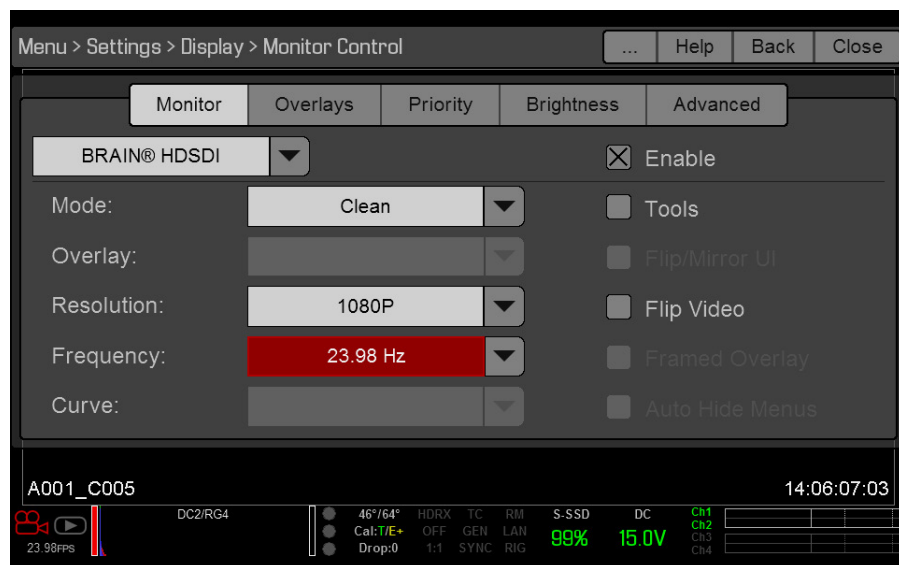 Menu > Settings > Display > Monitor Control
... Help Back Close
Monitor Overlays Priority Brightness Advanced
BRAIN® HDSDI
Enable
Mode: Clean
Tools
Overlay:
Flip/Mirror UI
Resolution: 1080P
Flip Video
Frequency: 23.98 Hz
Framed Overlay
Curve:
Auto Hide Menus
A001_C005
14:06:07:03
DC2/RG4
46°/64° HDRX TC RM S-SSD DC Ch1
Cal:T/E+ OFF GEN LAN 99% 15.0V Ch2
Drop:0 1:1 SYNC RIG Ch3
Ch4
23.98FPS